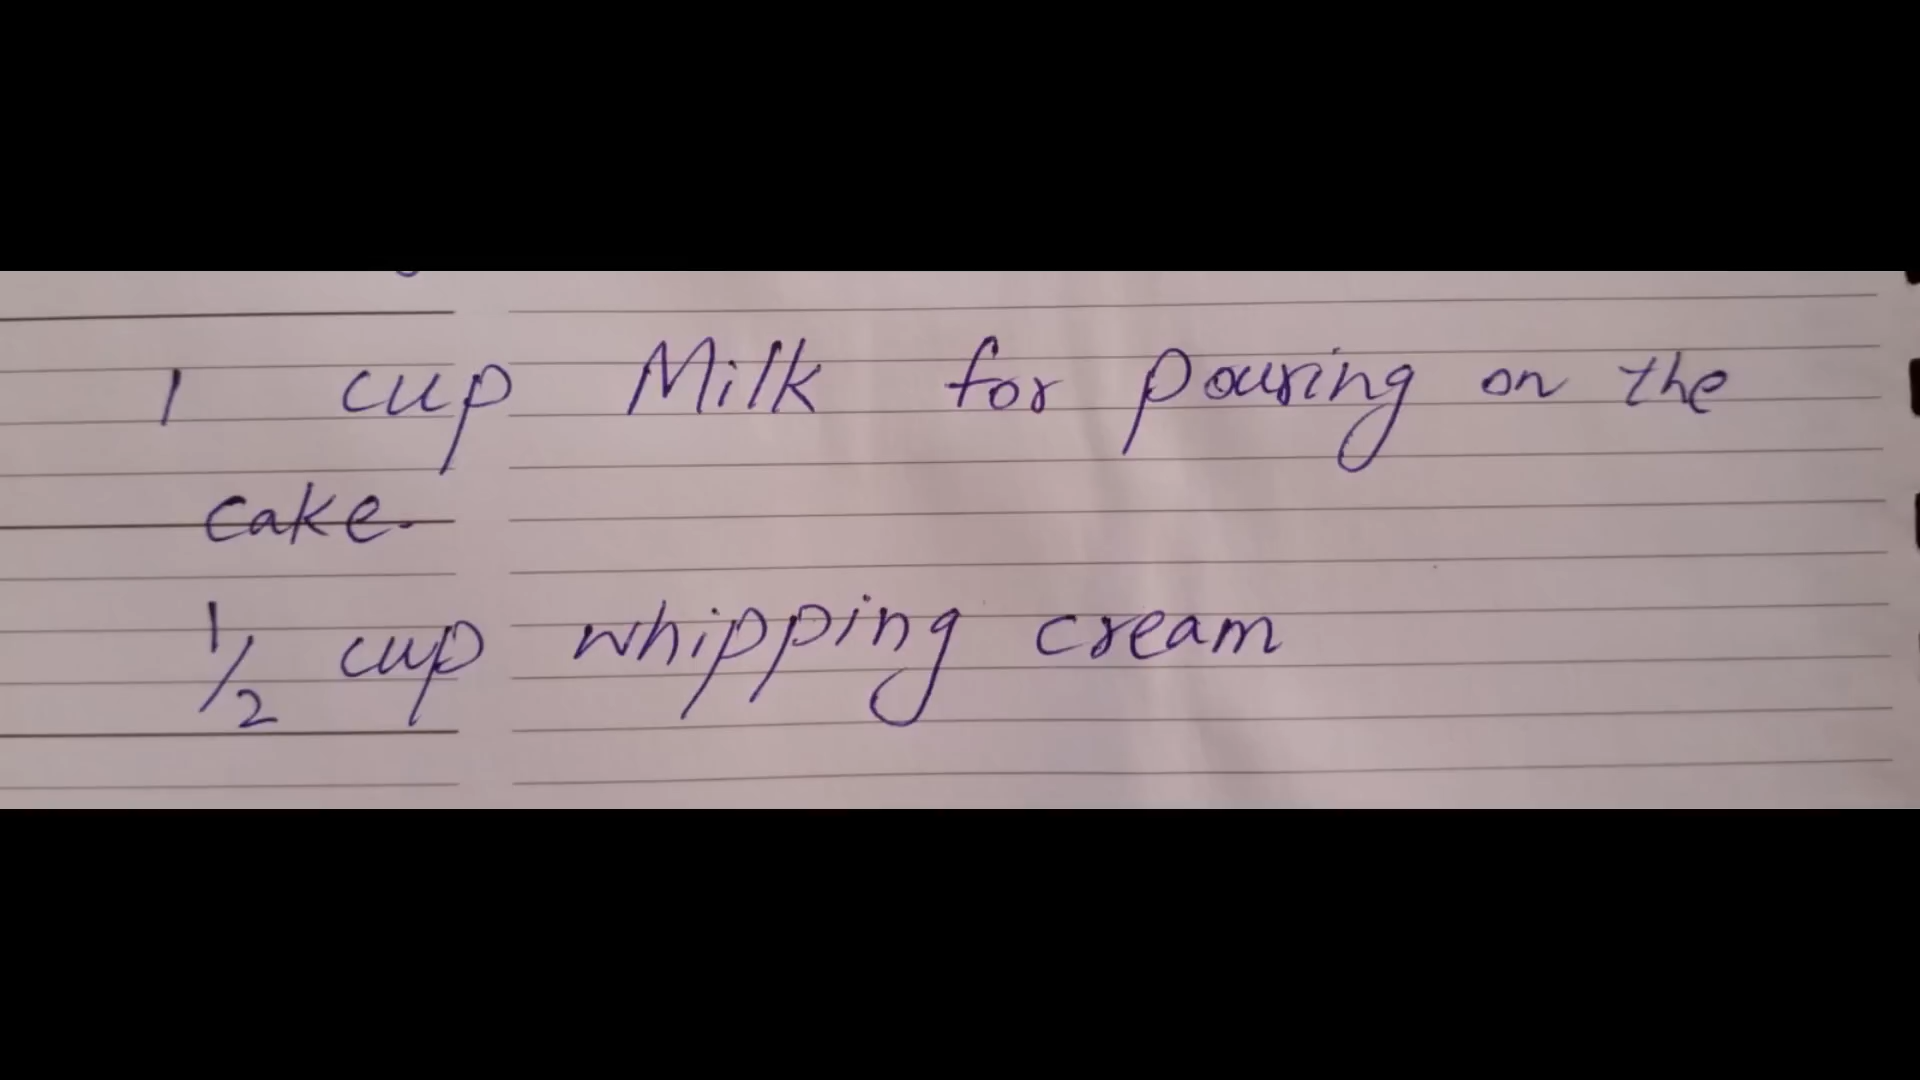 1 cup Milk for pouring on the
cake.
1/2 cup whipping cream